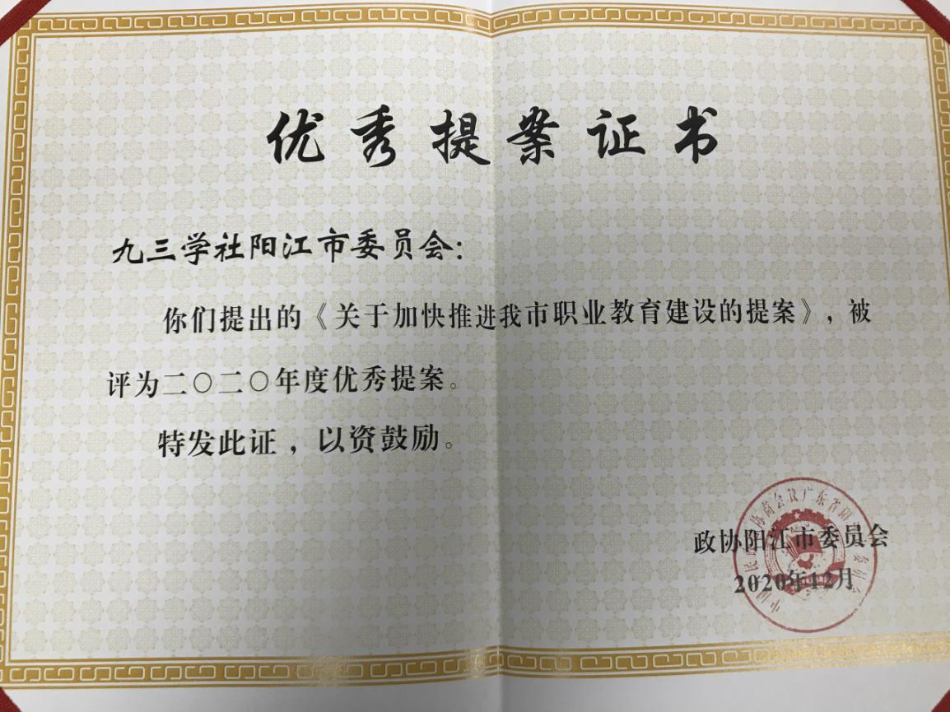 优秀提案证书
九三学社阳江市委员会：
你们提出的《关于加快推进我市职业教育建设的提案》，被
评为二〇二〇年度优秀提案。
特发此证，以资鼓励。
政协阳江市委员会
2020年12月